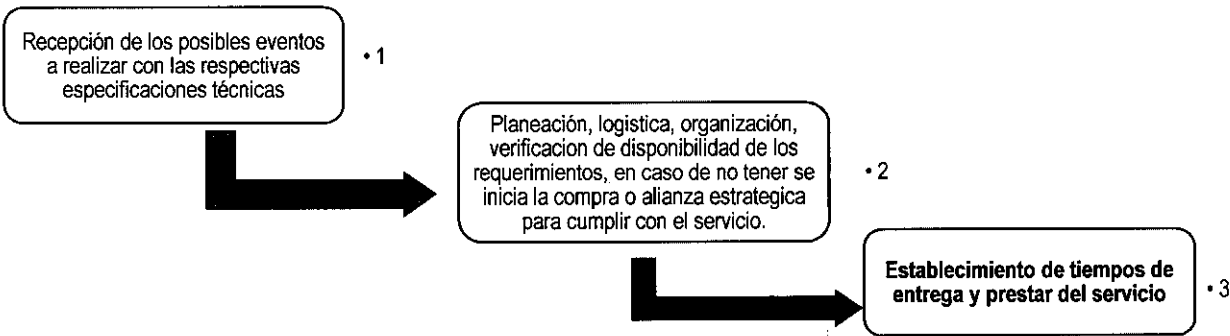 Recepción de los posibles eventos
a realizar con las respectivas
especificaciones técnicas
• 1
Planeación, logistica, organización,
verificacion de disponibilidad de los
requerimientos, en caso de no tener se
inicia la compra o alianza estrategica
para cumplir con el servicio.
• 2
Establecimiento de tiempos de
entrega y prestar del servicio
• 3